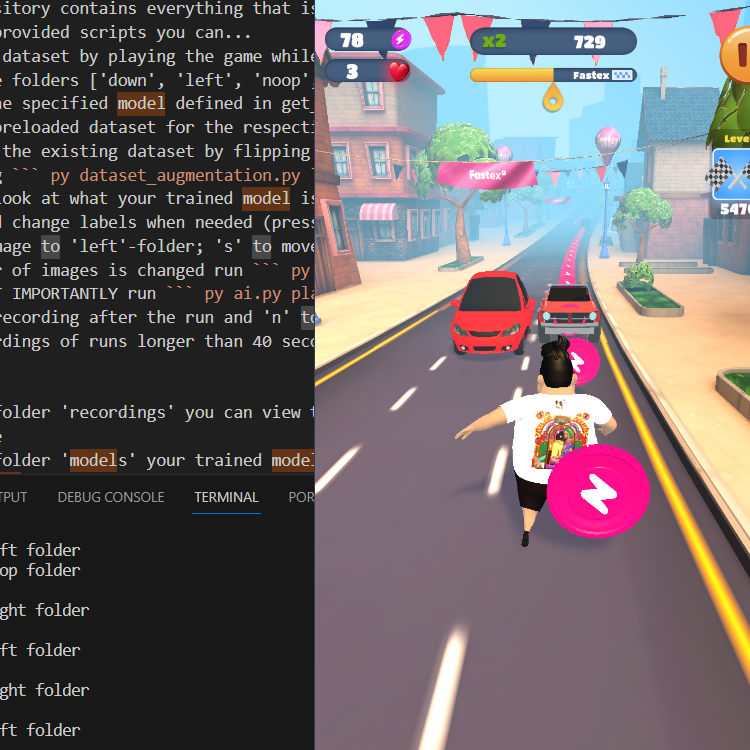 sitory contains everything that is
provided scripts you can...
dataset by playing the game while
e folders ['down', 'left', 'noop'
he specified model defined in get_
preloaded dataset for the respecti
the existing dataset by flipping
g ``` py dataset_augmentation.py
look at what your trained model is
d change labels when needed (press
mage to 'left'-folder; 's' to move
r of images is changed run ``` py
T IMPORTANTLY run ``` py ai.py pla
recording after the run and 'n' to
rdings of runs longer than 40 seco
folder 'recordings' you can view t
e
folder 'models' your trained model
TPUT DEBUG CONSOLE TERMINAL POR
ft folder
op folder
ght folder
ft folder
ght folder
ft folder
78
x2 729
3
Fastex
Fastex
Leve
5470